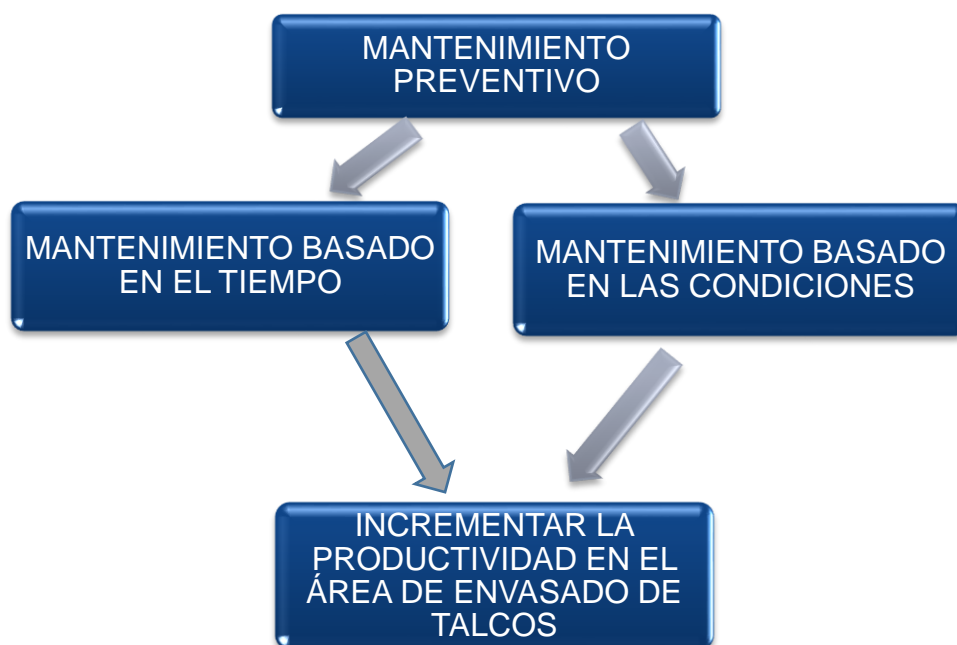 MANTENIMIENTO
PREVENTIVO
MANTENIMIENTO BASADO
EN EL TIEMPO
MANTENIMIENTO BASADO
EN LAS CONDICIONES
INCREMENTAR LA
PRODUCTIVIDAD EN EL
ÁREA DE ENVASADO DE
TALCOS